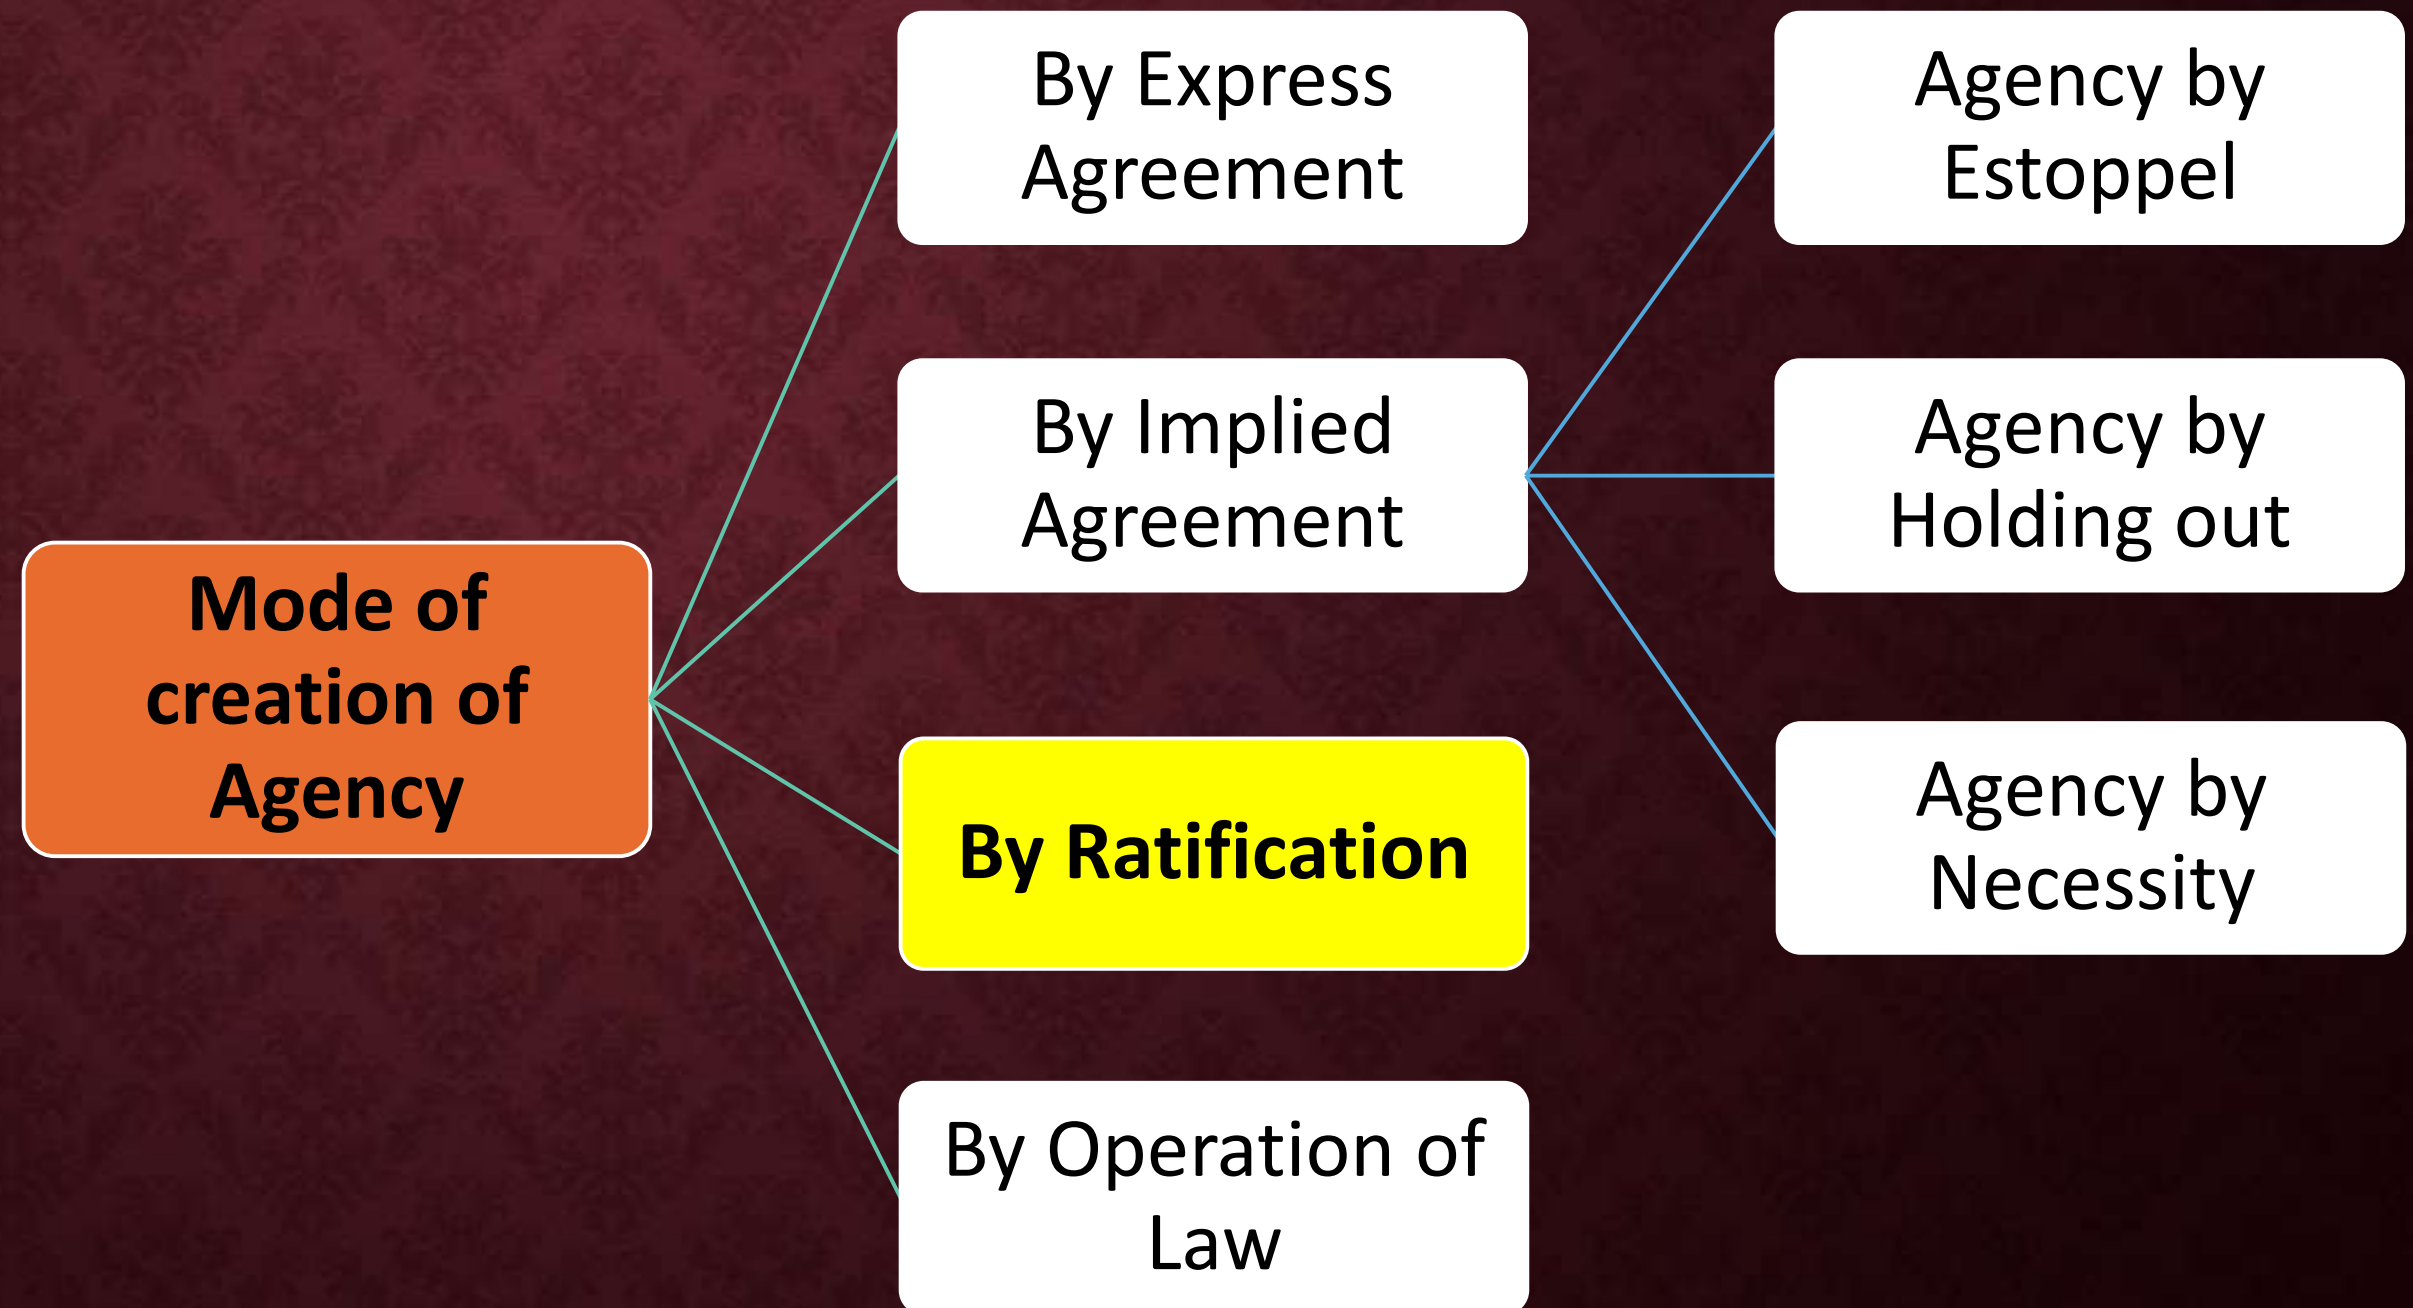 Mode of
creation of
Agency
By Express
Agreement
By Implied
Agreement
By Ratification
By Operation of
Law
Agency by
Estoppel
Agency by
Holding out
Agency by
Necessity